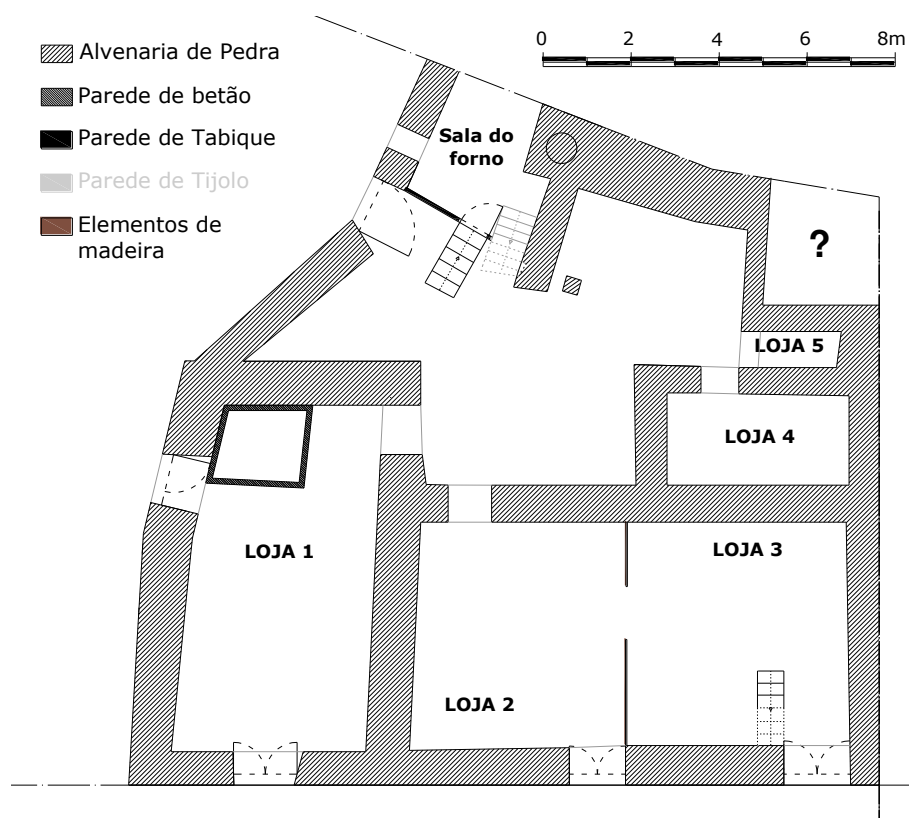 0 2 4 6 8m
Alvenaria de Pedra
Parede de betão
Parede de Tabique
Parede de Tijolo
Elementos de
madeira
Sala do
forno
?
LOJA 5
LOJA 4
LOJA 1
LOJA 3
LOJA 2